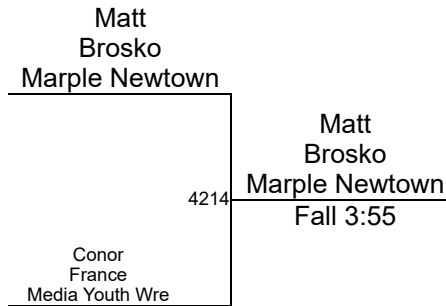 Matt
Brosko
Marple Newtown
4214
Matt
Brosko
Marple Newtown
Fall 3:55
Conor
France
Media Youth Wre